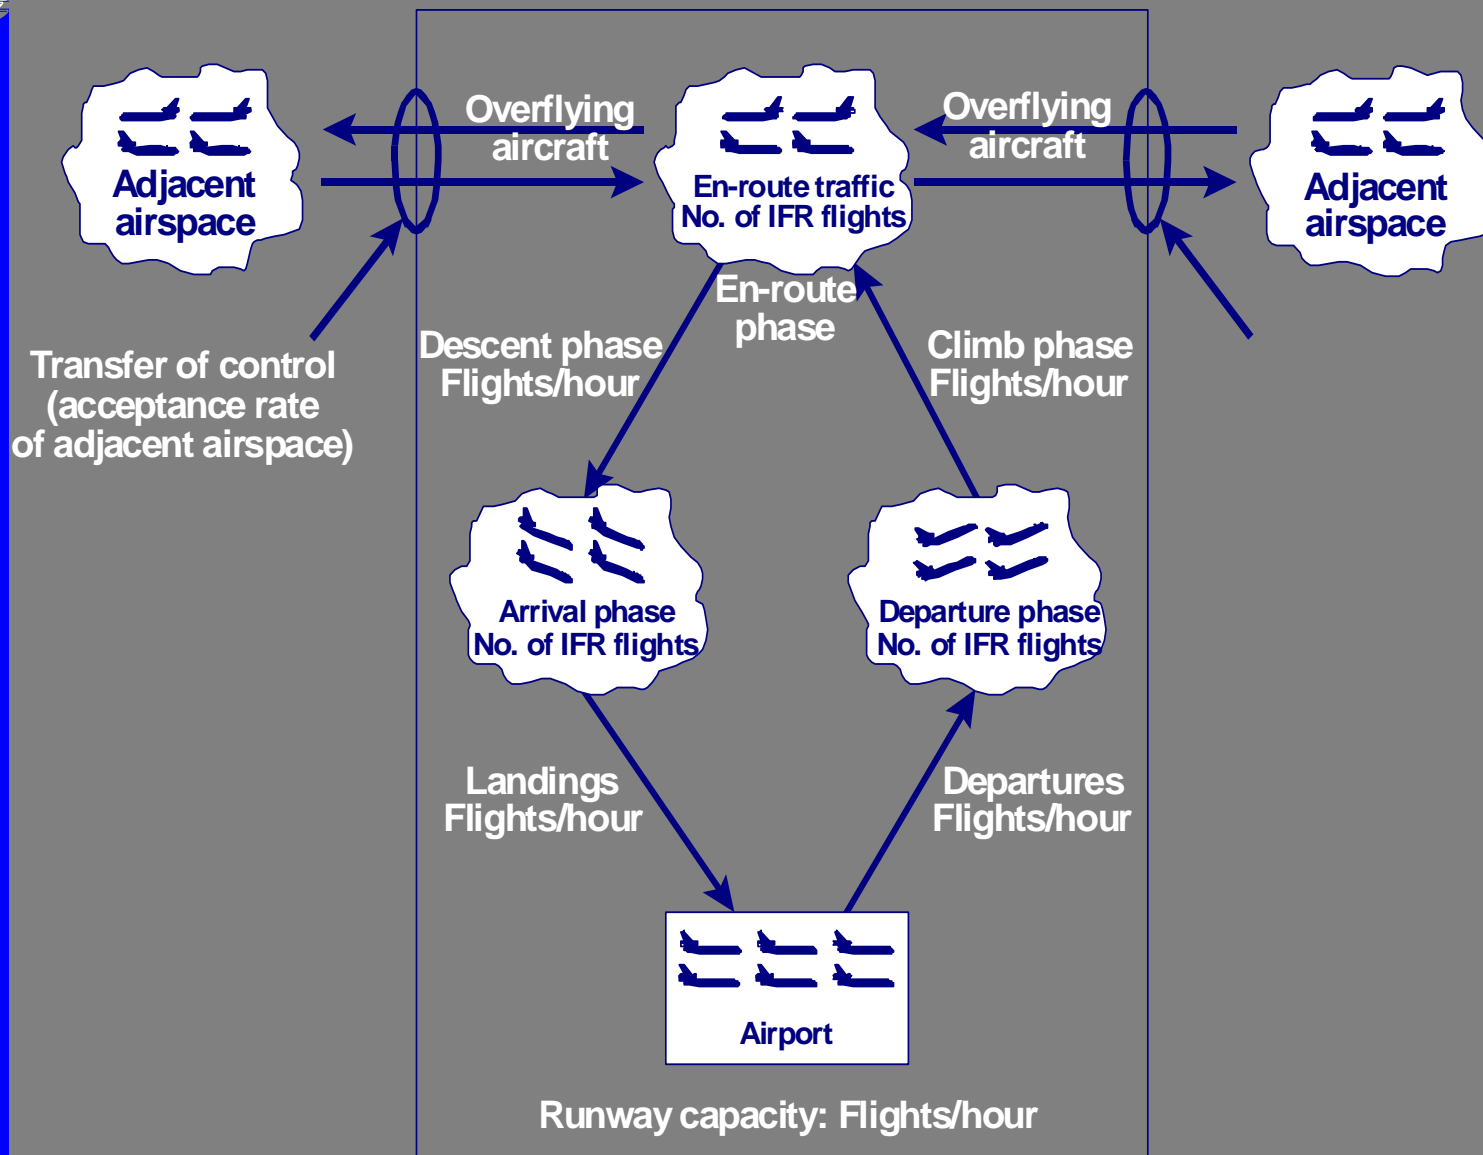 Overflying
aircraft
Overflying
aircraft
Adjacent
airspace
En-route traffic
No. of IFR flights
Adjacent
airspace
En-route
phase
Descent phase
Flights/hour
Climb phase
Flights/hour
Transfer of control
(acceptance rate
of adjacent airspace)
Arrival phase
No. of IFR flights
Departure phase
No. of IFR flights
Landings
Flights/hour
Departures
Flights/hour
Airport
Runway capacity: Flights/hour